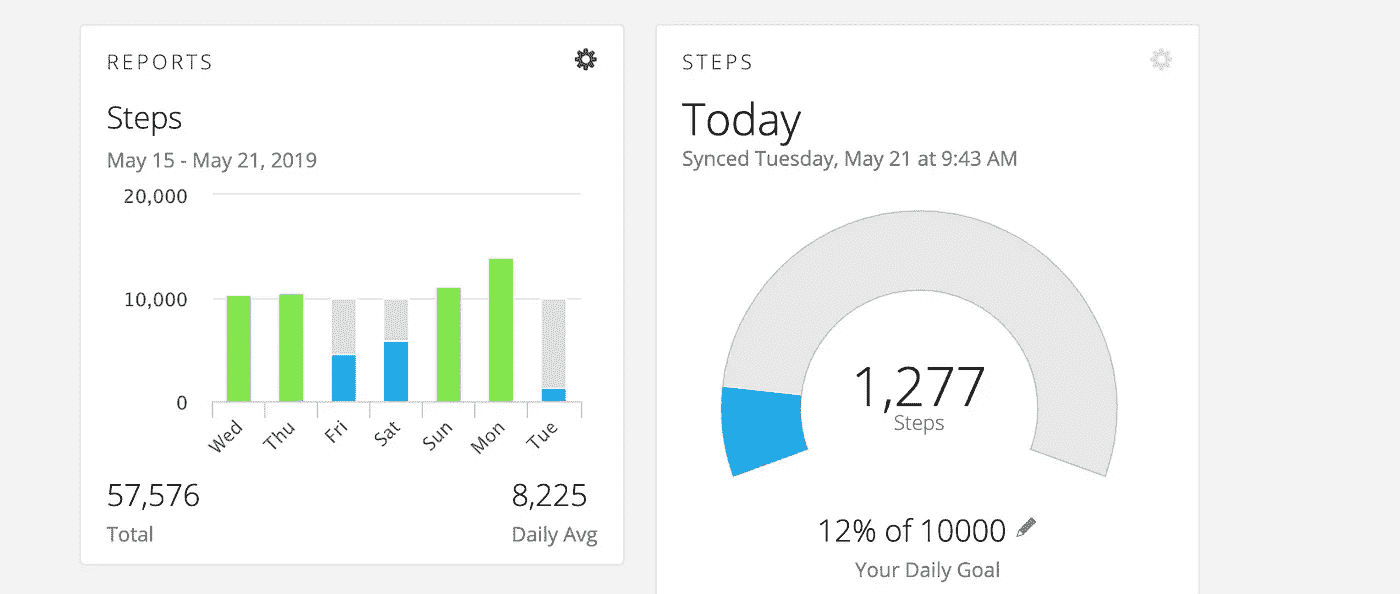 REPORTS
Steps
May 15 - May 21, 2019
20,000
10,000
0
Wed Thu Fri Sat Sun Mon Tue
57,576 8,225
Total Daily Avg
STEPS
Today
Synced Tuesday, May 21 at 9:43 AM
1,277
Steps
12% of 10000
Your Daily Goal